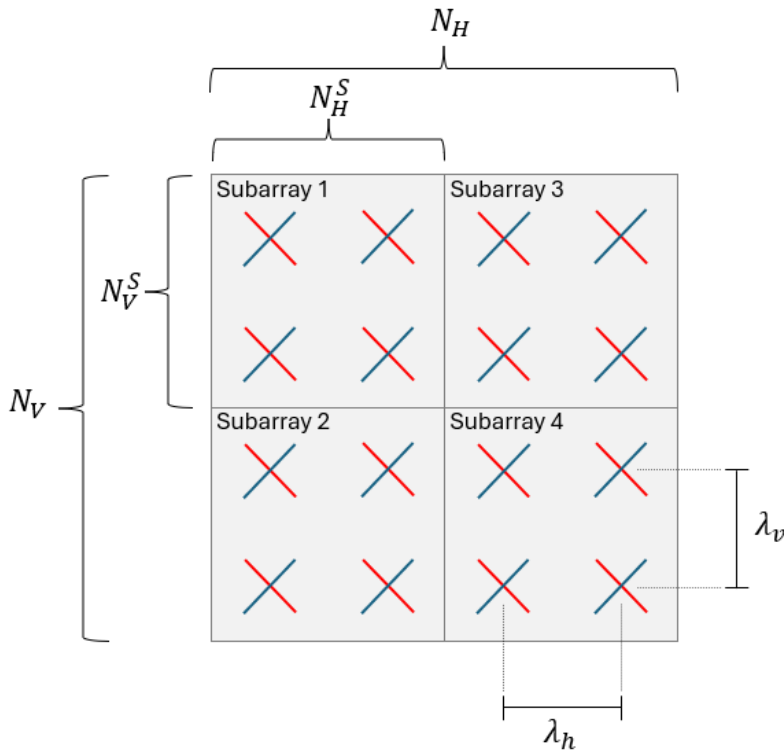 N_H
N_H^S
Subarray 1
Subarray 3
N_V^S
N_V
Subarray 2
Subarray 4
λ_v
λ_h